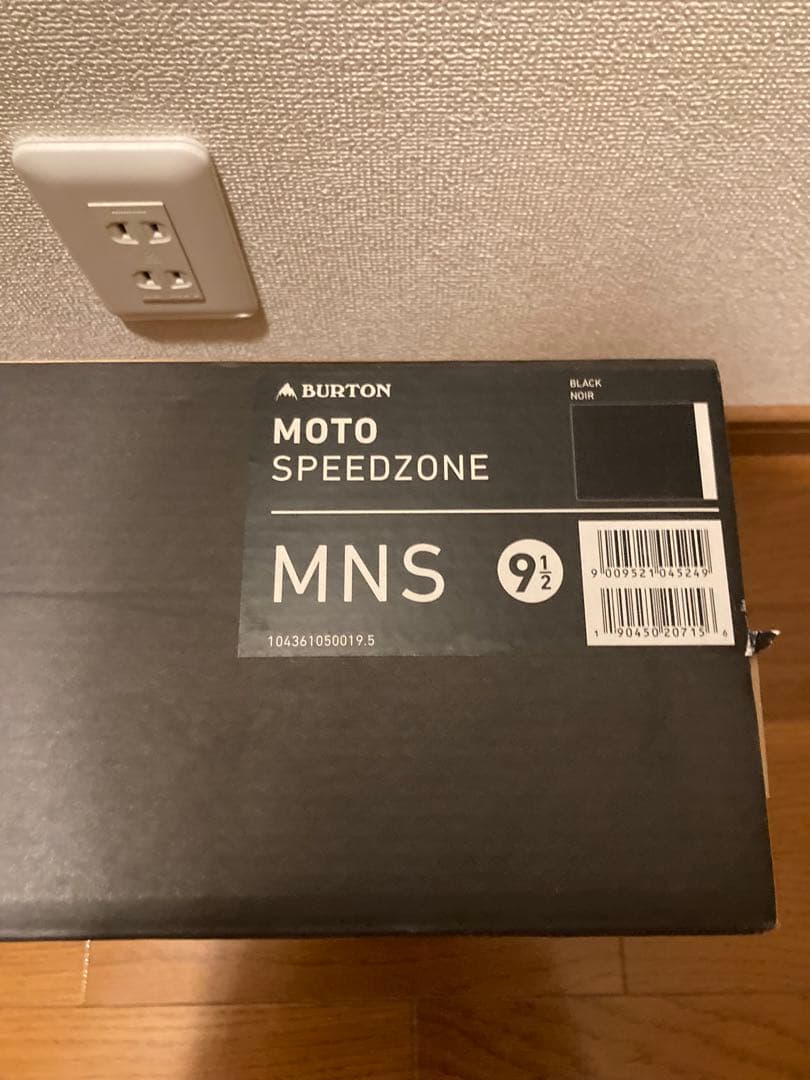 BURTON
MOTO
SPEEDZONE
BLACK
NOIR
MNS
9 1/2
104361050019.5
9 009521 045249
1 90450 20715 6